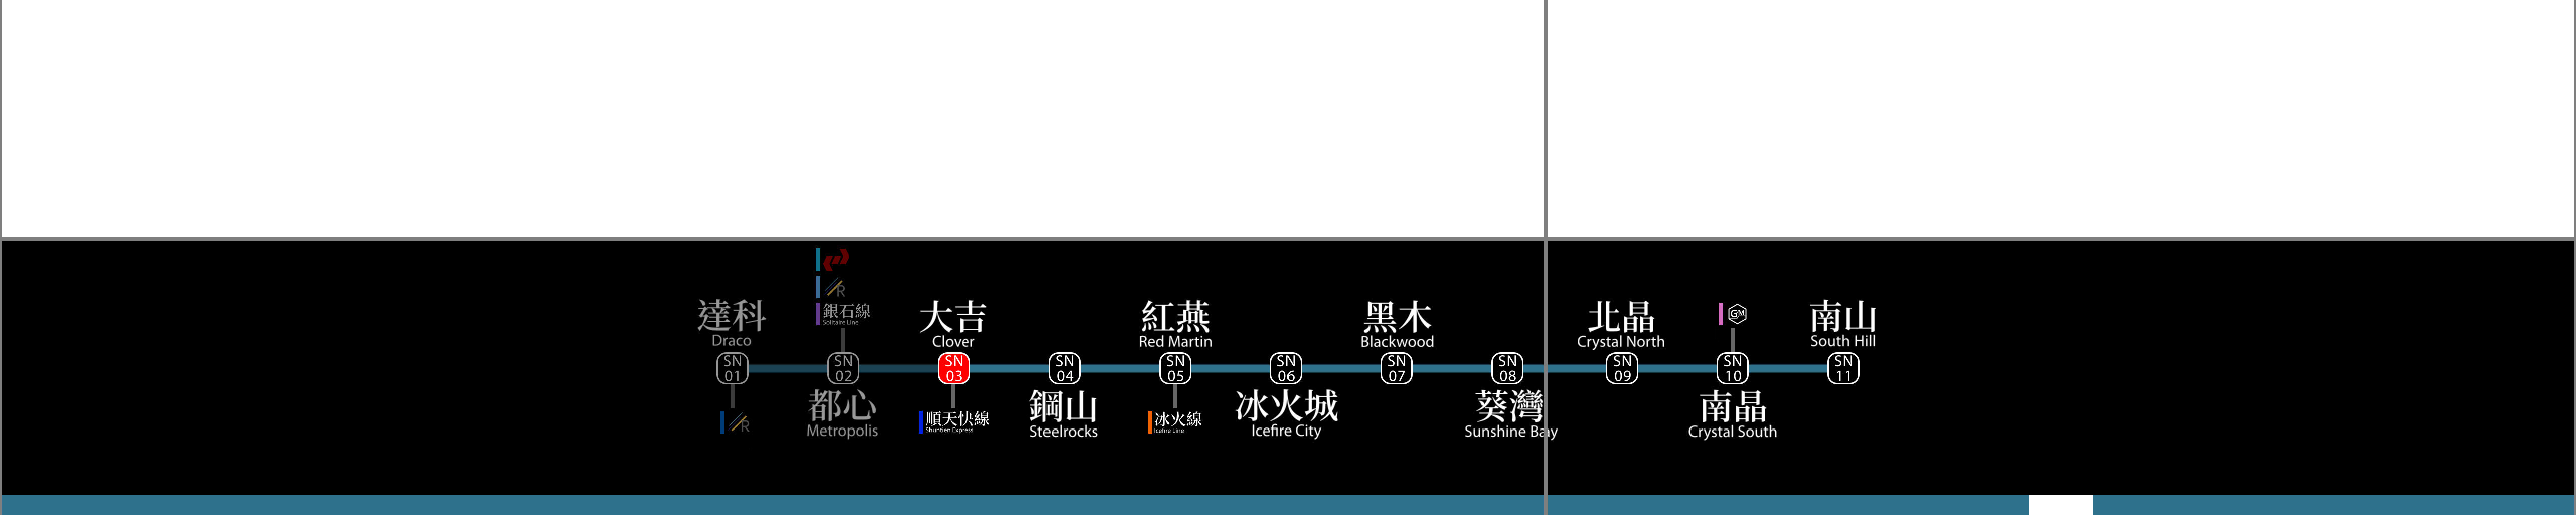 達科
Draco
SN
01
R
R
銀石線
Solitaire Line
SN
02
都心
Metropolis
大吉
Clover
SN
03
順天快線
Shuntien Express
SN
04
鋼山
Steelrocks
紅燕
Red Martin
SN
05
冰火線
Icefire Line
SN
06
冰火城
Icefire City
黑木
Blackwood
SN
07
SN
08
葵灣
Sunshine Bay
北晶
Crystal North
SN
09
GM
SN
10
南晶
Crystal South
南山
South Hill
SN
11